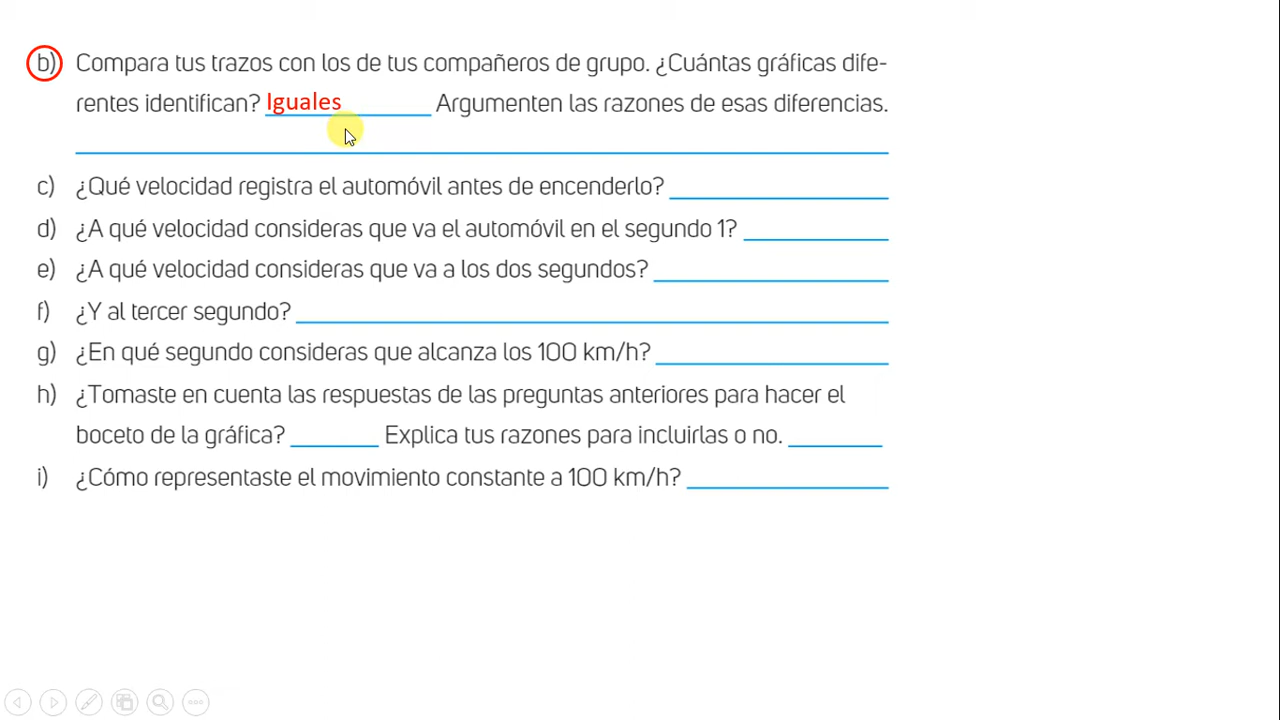 b) Compara tus trazos con los de tus compañeros de grupo. ¿Cuántas gráficas dife-
rentes identifican? Iguales Argumenten las razones de esas diferencias.
c) ¿Qué velocidad registra el automóvil antes de encenderlo?
d) ¿A qué velocidad consideras que va el automóvil en el segundo 1?
e) ¿A qué velocidad consideras que va a los dos segundos?
f) ¿Y al tercer segundo?
g) ¿En qué segundo consideras que alcanza los 100 km/h?
h) ¿Tomaste en cuenta las respuestas de las preguntas anteriores para hacer el
boceto de la gráfica? Explica tus razones para incluirlas o no.
i) ¿Cómo representaste el movimiento constante a 100 km/h?